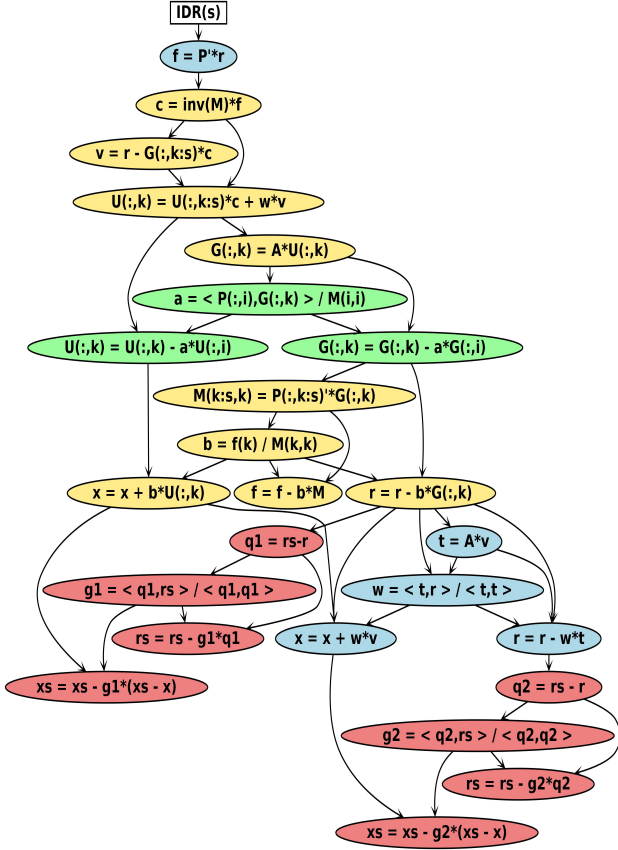 IDR(s)
f = P'*r
c = inv(M)*f
v = r - G(:,k:s)*c
U(:,k) = U(:,k:s)*c + w*v
G(:,k) = A*U(:,k)
a = < P(:,i),G(:,k) > / M(i,i)
U(:,k) = U(:,k) - a*U(:,i)
G(:,k) = G(:,k) - a*G(:,i)
M(k:s,k) = P(:,k:s)'*G(:,k)
b = f(k) / M(k,k)
x = x + b*U(:,k)
f = f - b*M
r = r - b*G(:,k)
q1 = rs-r
t = A*v
g1 = < q1,rs > / < q1,q1 >
w = < t,r > / < t,t >
rs = rs - g1*q1
x = x + w*v
r = r - w*t
xs = xs - g1*(xs - x)
q2 = rs - r
g2 = < q2,rs > / < q2,q2 >
rs = rs - g2*q2
xs = xs - g2*(xs - x)